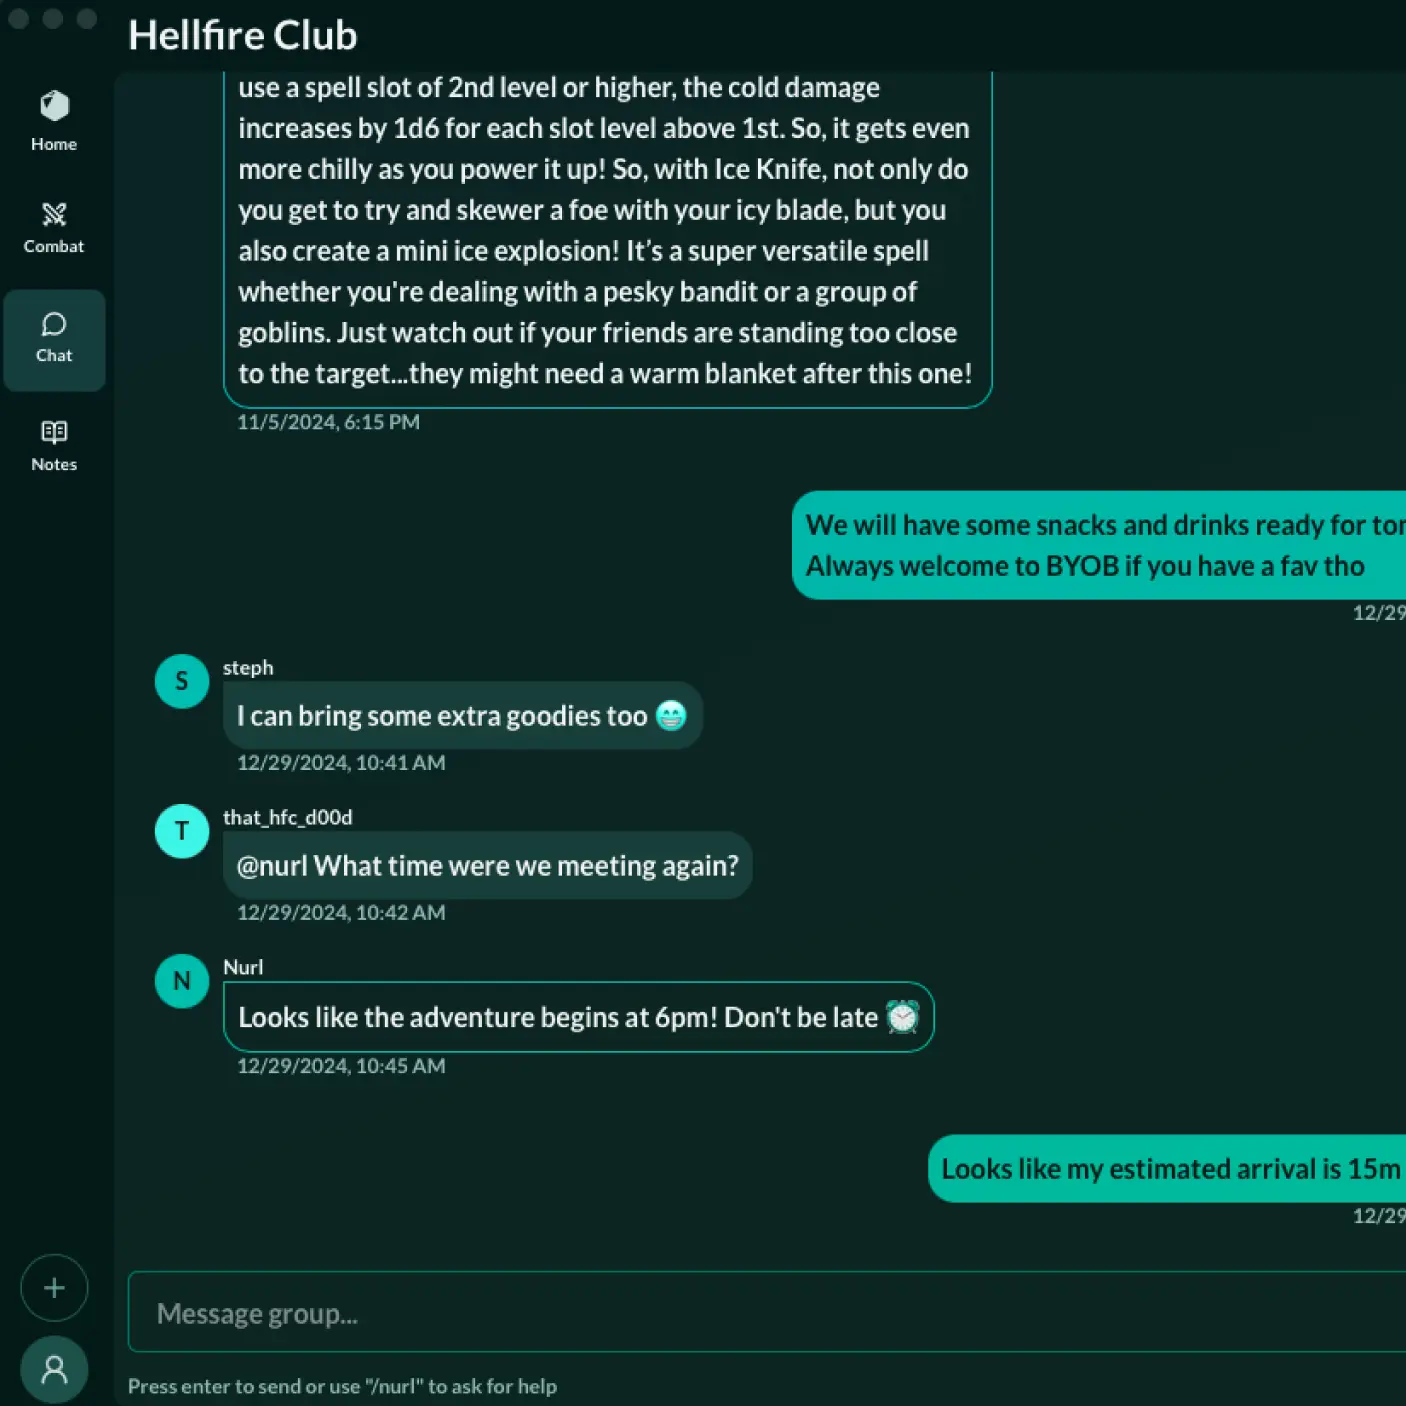 Hellfire Club
Home
Combat
Chat
Notes
use a spell slot of 2nd level or higher, the cold damage
increases by 1d6 for each slot level above 1st. So, it gets even
more chilly as you power it up! So, with Ice Knife, not only do
you get to try and skewer a foe with your icy blade, but you
also create a mini ice explosion! It’s a super versatile spell
whether you're dealing with a pesky bandit or a group of
goblins. Just watch out if your friends are standing too close
to the target...they might need a warm blanket after this one!
11/5/2024, 6:15 PM
We will have some snacks and drinks ready for
Always welcome to BYOB if you have a fav tho
12/29
S
steph
I can bring some extra goodies too 😁
12/29/2024, 10:41 AM
T
that_hfc_d00d
@nurl What time were we meeting again?
12/29/2024, 10:42 AM
N
Nurl
Looks like the adventure begins at 6pm! Don't be late ⏰
12/29/2024, 10:45 AM
Looks like my estimated arrival is 15m
12/29
Message group...
Press enter to send or use "/nurl" to ask for help